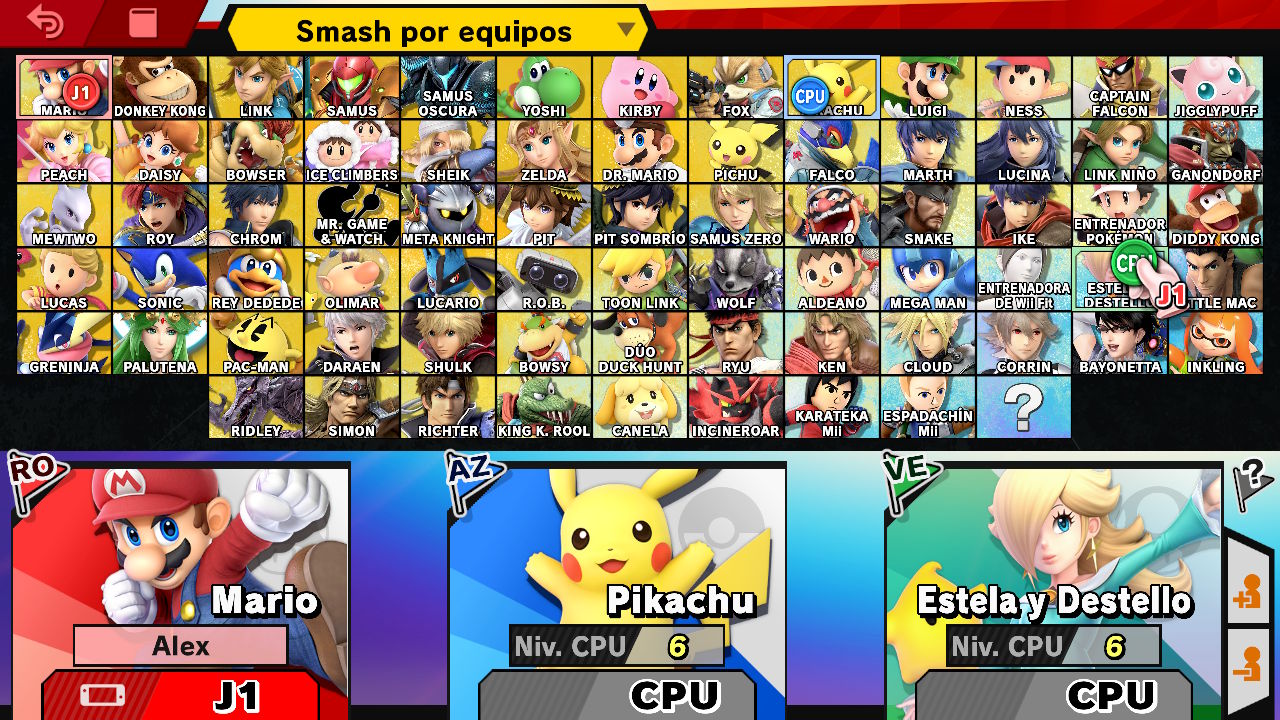 Smash por equipos
MARIO J1
DONKEY KONG
LINK
SAMUS
SAMUS
OSCURA
YOSHI
KIRBY
FOX
CPU
ACHU
LUIGI
NESS
CAPTAIN
FALCON
JIGGLYPUFF
PEACH
DAISY
BOWSER
ICE CLIMBERS
SHEIK
ZELDA
DR. MARIO
PICHU
FALCO
MARTH
LUCINA
LINK NIÑO
GANONDORF
MEWTWO
ROY
CHROM
MR. GAME
& WATCH
META KNIGHT
PIT
PIT SOMBRÍO
SAMUS ZERO
WARIO
SNAKE
IKE
ENTRENADOR
POKÉMON
DIDDY KONG
LUCAS
SONIC
REY DEDEDE
OLIMAR
LUCARIO
R.O.B.
TOON LINK
WOLF
ALDEANO
MEGA MAN
ENTRENADORA
DE Wii Fit
CPU
ESTE
DESTELL
J1
TTLE MAC
GRENINJA
PALUTENA
PAC-MAN
DARAEN
SHULK
BOWSY
DÚO
DUCK HUNT
RYU
KEN
CLOUD
CORRIN
BAYONETTA
INKLING
RIDLEY
SIMON
RICHTER
KING K. ROOL
CANELA
INCINEROAR
KARATEKA
Mii
ESPADACHÍN
Mii
?
RO
Mario
Alex
J1
AZ
Pikachu
Niv. CPU 6
CPU
VE
Estela y Destello
Niv. CPU 6
CPU
?
+
-